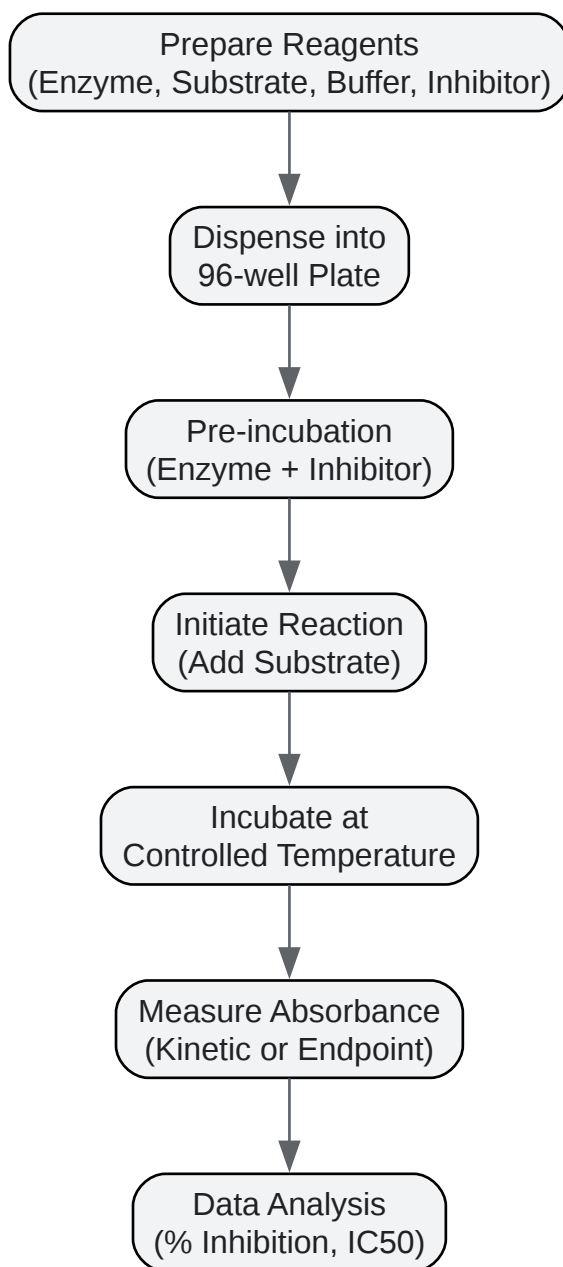 Prepare Reagents
(Enzyme, Substrate, Buffer, Inhibitor)
Dispense into
96-well Plate
Pre-incubation
(Enzyme + Inhibitor)
Initiate Reaction
(Add Substrate)
Incubate at
Controlled Temperature
Measure Absorbance
(Kinetic or Endpoint)
Data Analysis
(% Inhibition, IC50)